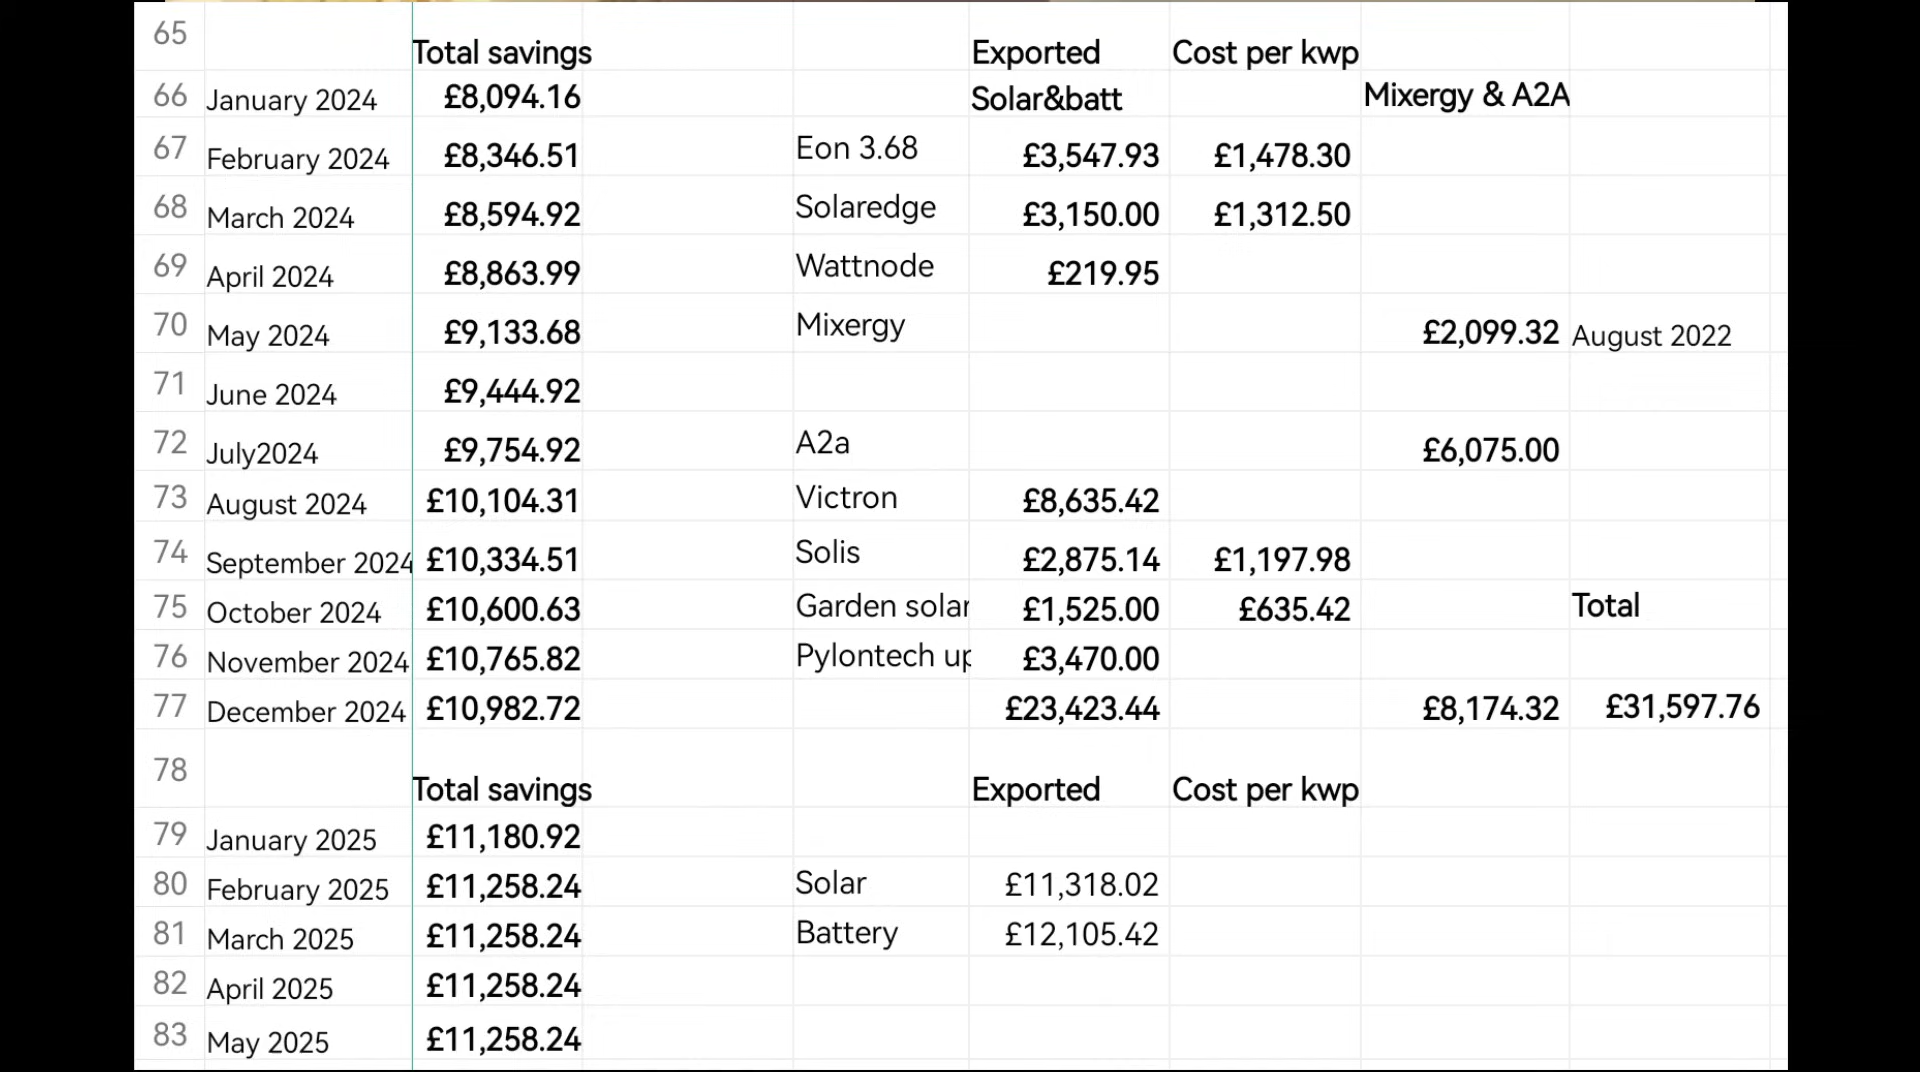 65 Total savings Exported Cost per kwp
66 January 2024 £8,094.16 Solar&batt Mixergy & A2A
67 February 2024 £8,346.51 Eon 3.68 £3,547.93 £1,478.30
68 March 2024 £8,594.92 Solaredge £3,150.00 £1,312.50
69 April 2024 £8,863.99 Wattnode £219.95
70 May 2024 £9,133.68 Mixergy £2,099.32 August 2022
71 June 2024 £9,444.92
72 July2024 £9,754.92 A2a £6,075.00
73 August 2024 £10,104.31 Victron £8,635.42
74 September 2024 £10,334.51 Solis £2,875.14 £1,197.98
75 October 2024 £10,600.63 Garden solar £1,525.00 £635.42 Total
76 November 2024 £10,765.82 Pylontech up £3,470.00
77 December 2024 £10,982.72 £23,423.44 £8,174.32 £31,597.76
78 Total savings Exported Cost per kwp
79 January 2025 £11,180.92
80 February 2025 £11,258.24 Solar £11,318.02
81 March 2025 £11,258.24 Battery £12,105.42
82 April 2025 £11,258.24
83 May 2025 £11,258.24